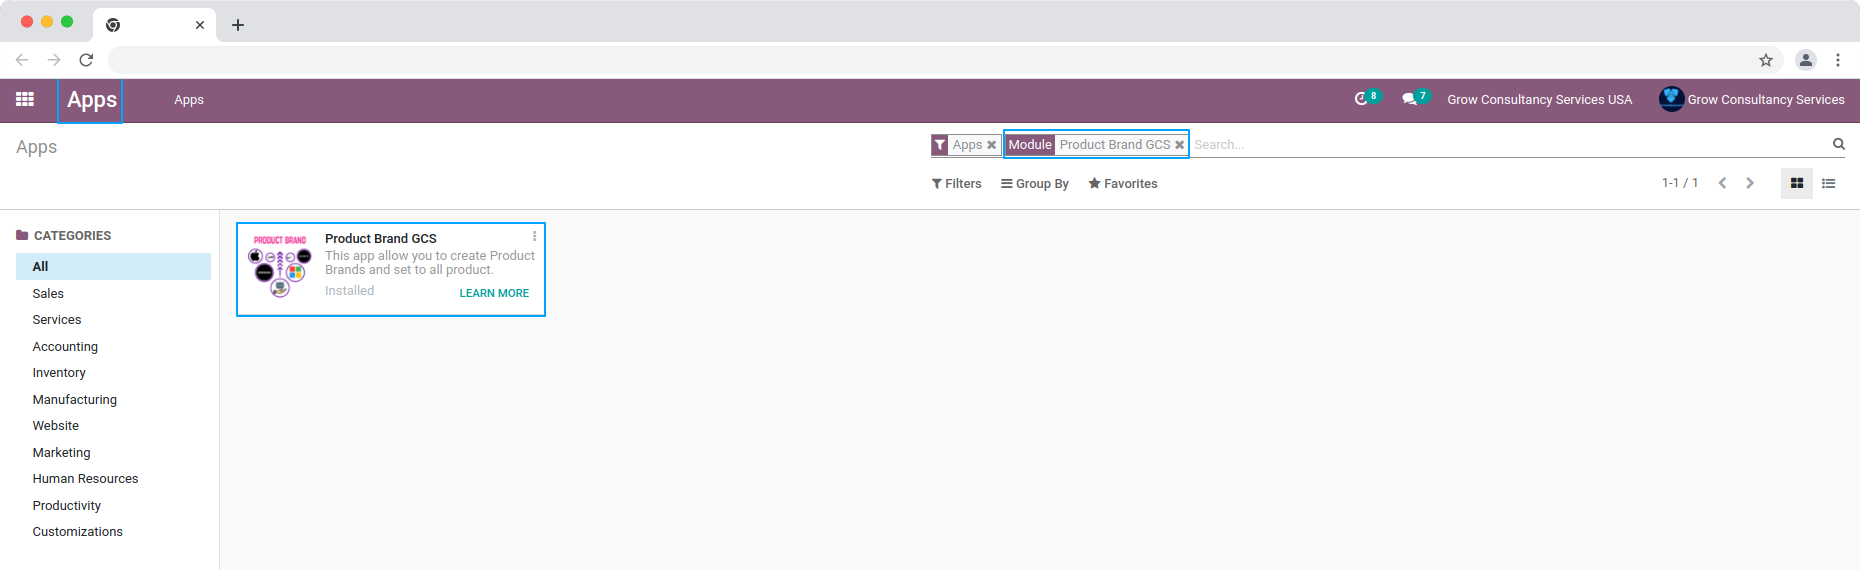 Apps Apps 8 7 Grow Consultancy Services USA Grow Consultancy Services
Apps Apps Module Product Brand GCS Search...
Filters Group By Favorites 1-1 / 1
CATEGORIES
All
Sales
Services
Accounting
Inventory
Manufacturing
Website
Marketing
Human Resources
Productivity
Customizations
PRODUCT BRAND
Product Brand GCS
This app allow you to create Product
Brands and set to all product.
Installed LEARN MORE